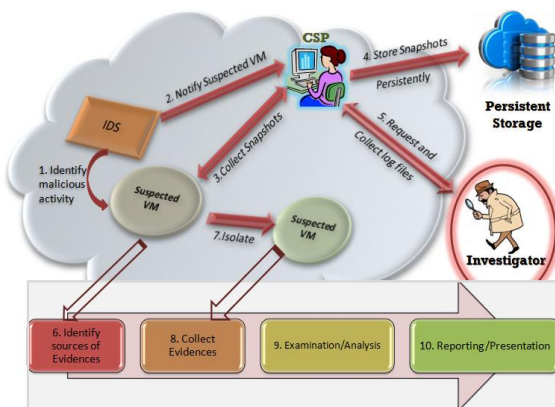 CSP
4. Store Snapshots
Persistently
2. Notify Suspected VM
Persistent
Storage
IDS
3.Collect Snapshots
5. Request and
Collect log files
1. Identify
malicious
activity
Suspected
VM
7.Isolate
Suspected
VM
Investigator
6. Identify
sources of
Evidences
8. Collect
Evidences
9. Examination/Analysis
10. Reporting/Presentation